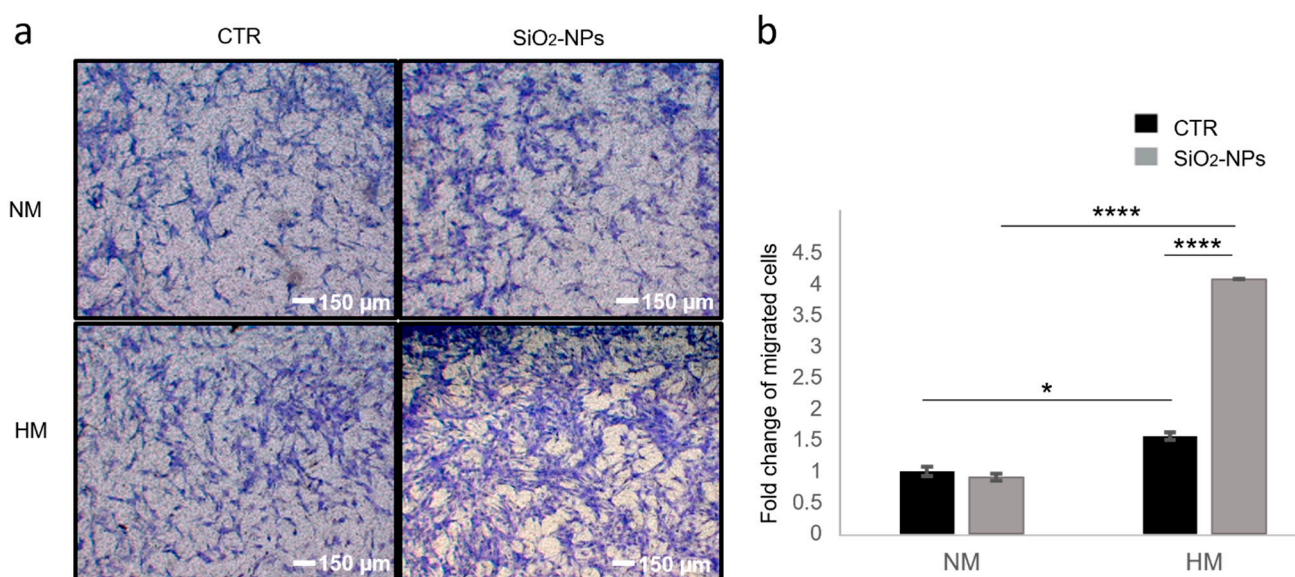 a
CTR
SiO₂-NPs
NM
150 µm
150 µm
HM
150 µm
150 µm
b
CTR
SiO₂-NPs
Fold change of migrated cells
4.5
4
3.5
3
2.5
2
1.5
1
0.5
0
****
****
*
NM
HM